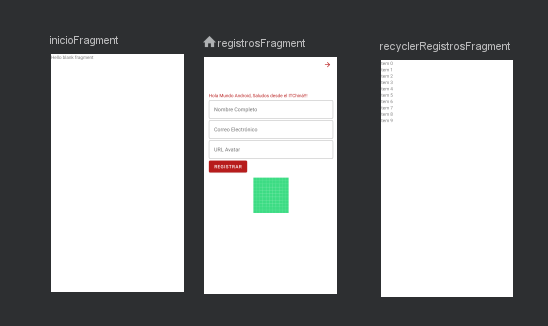 inicioFragment
Hello blank fragment
registrosFragment
Hola Mundo Android, Saludos desde el
Nombre Completo
Correo Electrónico
URL Avatar
REGISTRAR
recyclerRegistrosFragment
Item 0
Item 1
Item 2
Item 3
Item 4
Item 5
Item 6
Item 7
Item 8
Item 9